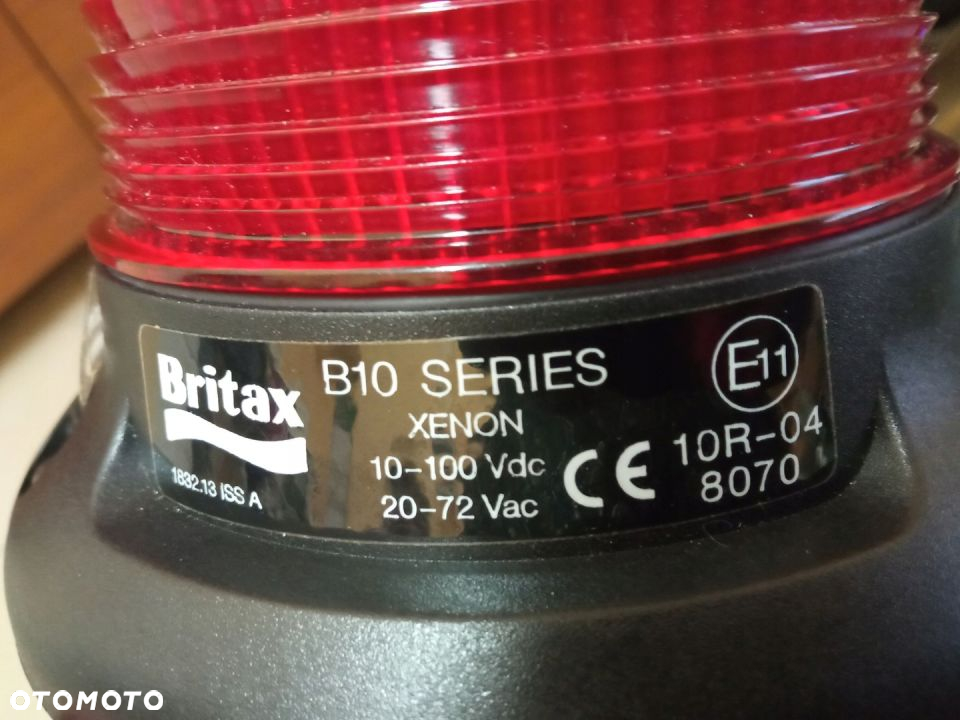 Britax
1832.13 ISS A
B10 SERIES
XENON
10-100 Vdc
20-72 Vac
E11
CE
10R-04
8070
OTOMOTO